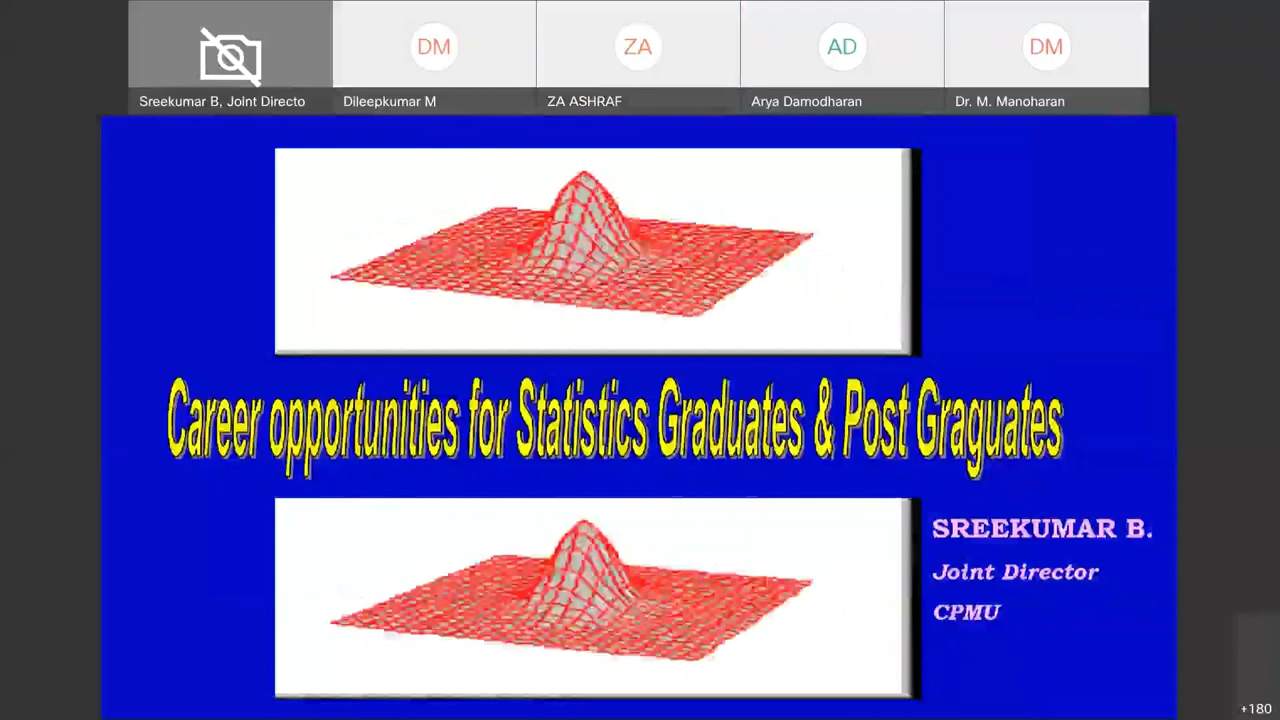 DM
ZA
AD
DM
Sreekumar B, Joint Directo
Dileepkumar M
ZA ASHRAF
Arya Damodharan
Dr. M. Manoharan
Career opportunities for Statistics Graduates & Post Graguates
SREEKUMAR B.
Joint Director
CPMU
+180